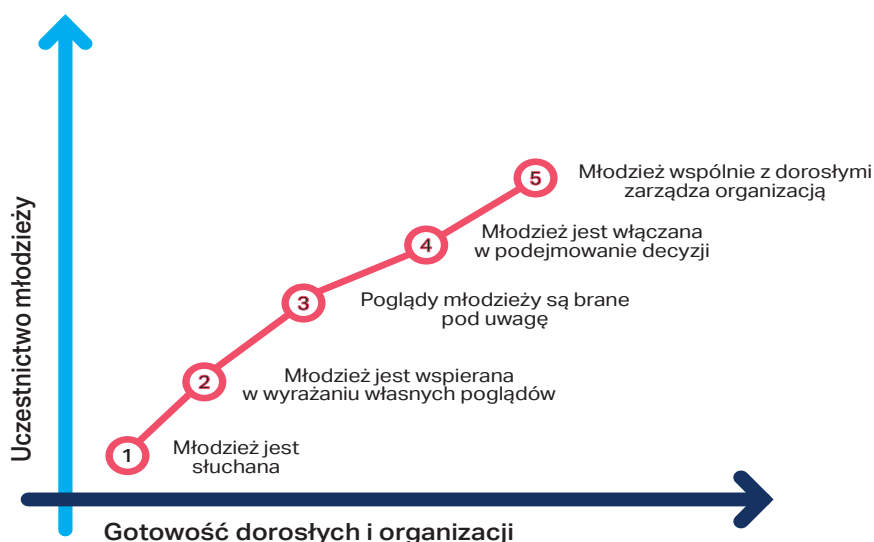 Uczestnictwo młodzieży
5
Młodzież wspólnie z dorosłymi
zarządza organizacją
4
Młodzież jest włączana
w podejmowanie decyzji
3
Poglądy młodzieży są brane
pod uwagę
2
Młodzież jest wspierana
w wyrażaniu własnych poglądów
1
Młodzież jest
słuchana
Gotowość dorosłych i organizacji